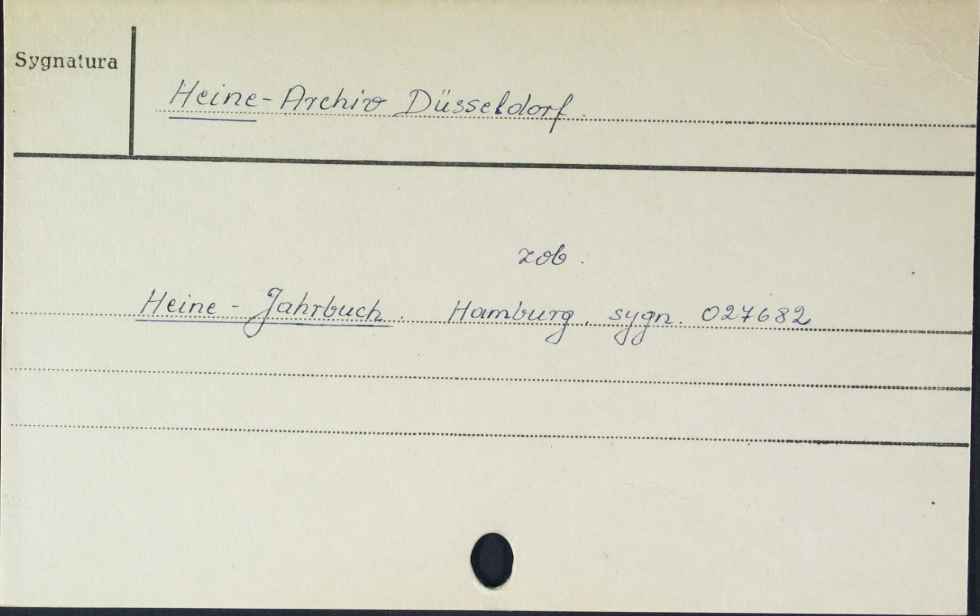 Sygnatura
Heine-Archiv Düsseldorf.
zob.
Heine - Jahrbuch. Hamburg, sygn. 027682